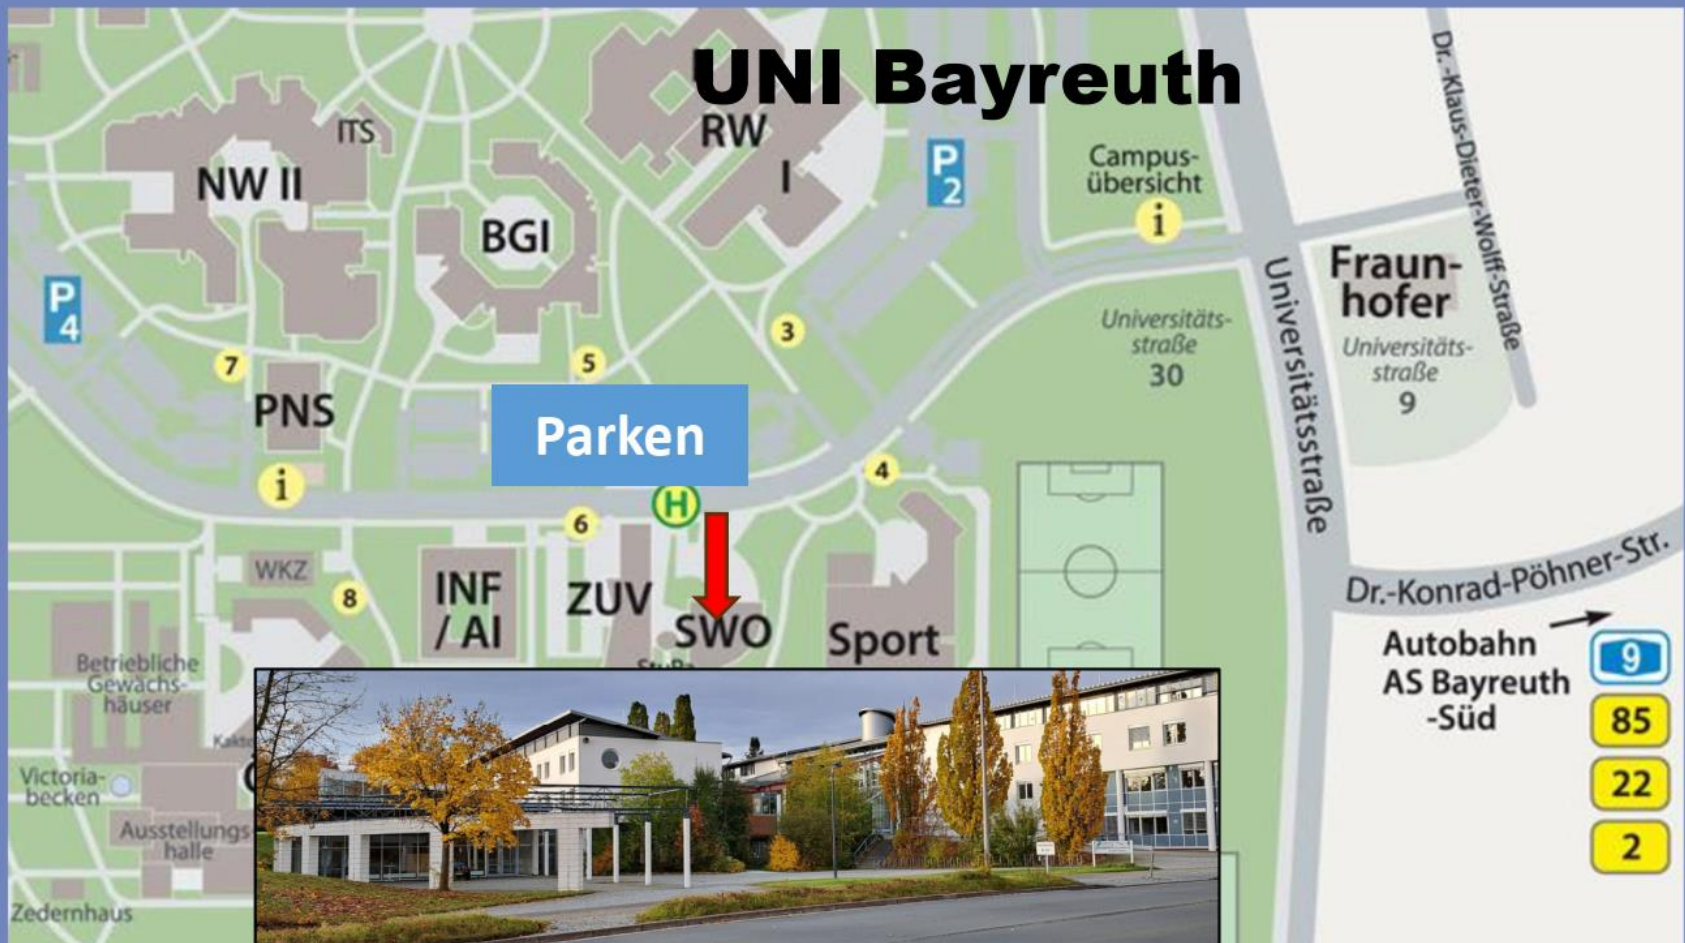 UNI Bayreuth
ITS
NW II
RW
I
BGI
P
2
Campus-
übersicht
i
Dr.-Klaus-Dieter-Wolff-Straße
Fraun-
hofer
Universitäts-
straße
9
Universitätsstraße
Universitäts-
straße
30
P
4
3
7
5
PNS
Parken
i
H
4
6
WKZ
8
INF
/ AI
ZUV
SWO
Sport
Betriebliche
Gewächs-
häuser
Victoria-
becken
Ausstellungs-
halle
Zedernhaus
Dr.-Konrad-Pöhner-Str.
Autobahn
AS Bayreuth
-Süd
9
85
22
2